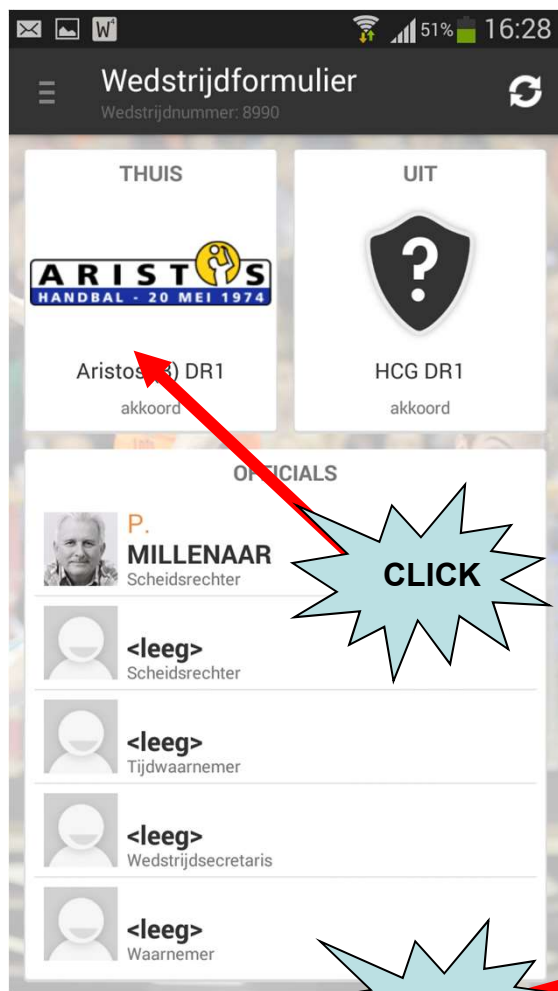 51% 16:28
Wedstrijdformulier
Wedstrijdnummer: 8990
THUIS
UIT
ARISTOS
HANDBAL - 20 MEI 1974
Aristos DR1
HCG DR1
akkoord
akkoord
OFFICIALS
P.
MILLENAAR
Scheidsrechter
CLICK
<leeg>
Scheidsrechter
<leeg>
Tijdwaarnemer
<leeg>
Wedstrijdsecretaris
<leeg>
Waarnemer